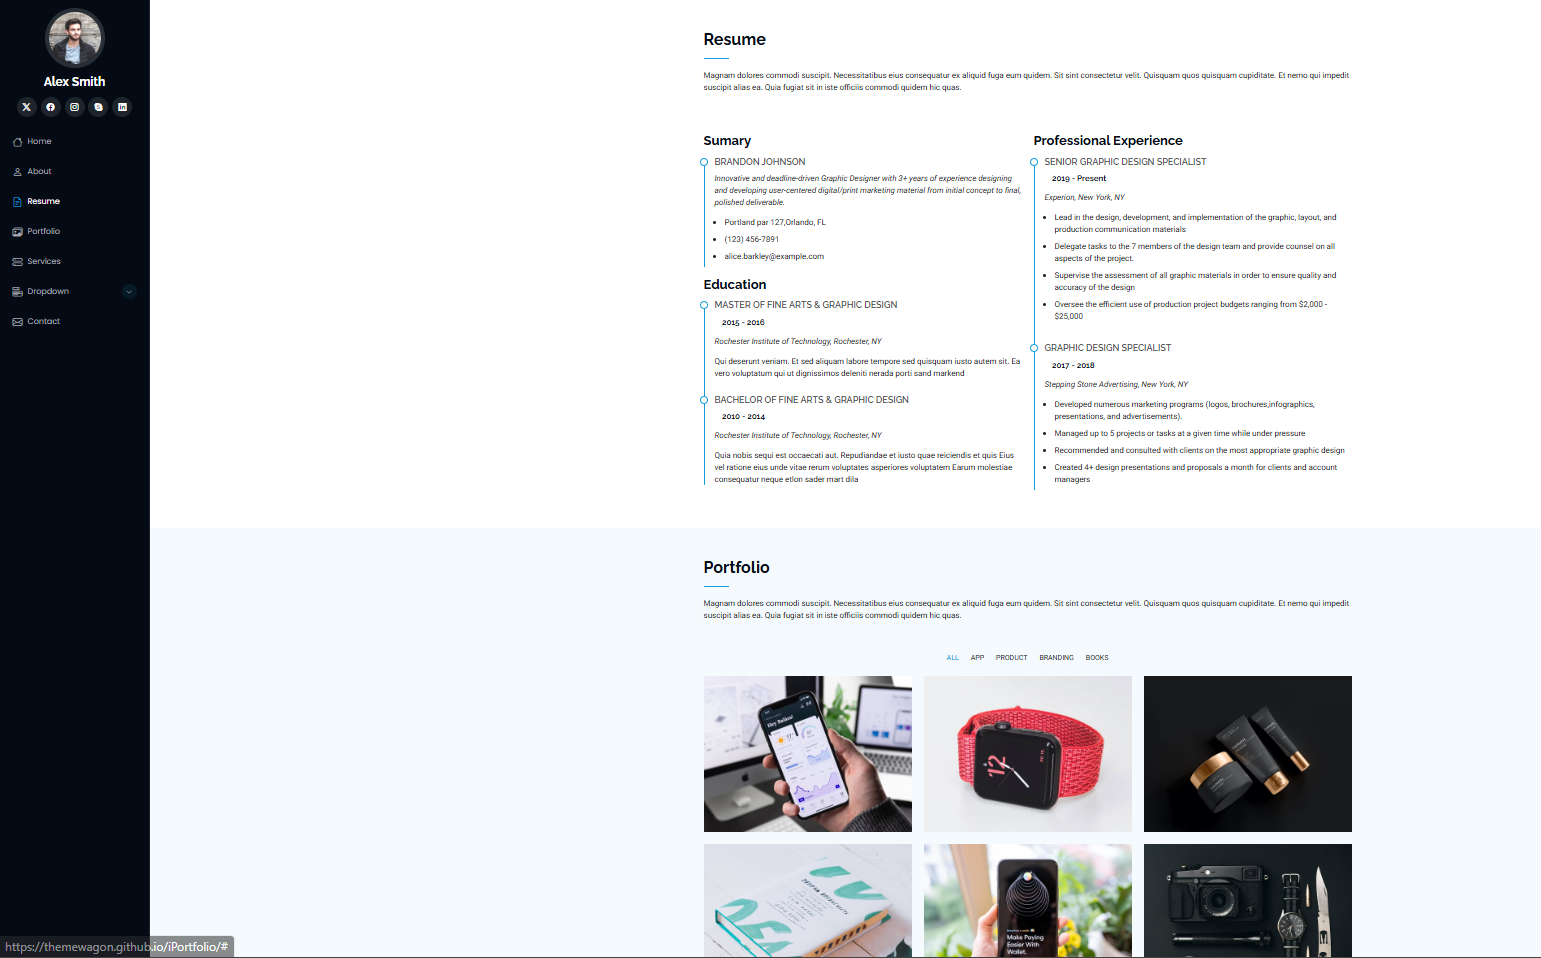 Alex Smith
Home
About
Resume
Portfolio
Services
Dropdown
Contact
Resume
Magnam dolores commodi suscipit. Necessitatibus eius consequatur ex aliquid fuga eum quidem. Sit sint consectetur velit. Quisquam quos quisquam cupiditate. Et nemo qui impedit
suscipit alias ea. Quia fugiat sit in iste officiis commodi quidem hic quas.
Sumary
BRANDON JOHNSON
Innovative and deadline-driven Graphic Designer with 3+ years of experience designing
and developing user-centered digital/print marketing material from initial concept to final,
polished deliverable.
Portland par 127,Orlando, FL
(123) 456-7891
alice.barkley@example.com
Education
MASTER OF FINE ARTS & GRAPHIC DESIGN
2015 - 2016
Rochester Institute of Technology, Rochester, NY
Qui deserunt veniam. Et sed aliquam labore tempore sed quisquam iusto autem sit. Ea
vero voluptatum qui ut dignissimos deleniti nerada porti sand markend
BACHELOR OF FINE ARTS & GRAPHIC DESIGN
2010 - 2014
Rochester Institute of Technology, Rochester, NY
Quia nobis sequi est occaecati aut. Repudiandae et iusto quae reiciendis et quis Eius
vel ratione eius unde vitae rerum voluptates asperiores voluptatem Earum molestiae
consequatur neque etlon sader mart dila
Professional Experience
SENIOR GRAPHIC DESIGN SPECIALIST
2019 - Present
Experion, New York, NY
Lead in the design, development, and implementation of the graphic, layout, and
production communication materials
Delegate tasks to the 7 members of the design team and provide counsel on all
aspects of the project.
Supervise the assessment of all graphic materials in order to ensure quality and
accuracy of the design
Oversee the efficient use of production project budgets ranging from $2,000 -
$25,000
GRAPHIC DESIGN SPECIALIST
2017 - 2018
Stepping Stone Advertising, New York, NY
Developed numerous marketing programs (logos, brochures,infographics,
presentations, and advertisements).
Managed up to 5 projects or tasks at a given time while under pressure
Recommended and consulted with clients on the most appropriate graphic design
Created 4+ design presentations and proposals a month for clients and account
managers
Portfolio
Magnam dolores commodi suscipit. Necessitatibus eius consequatur ex aliquid fuga eum quidem. Sit sint consectetur velit. Quisquam quos quisquam cupiditate. Et nemo qui impedit
suscipit alias ea. Quia fugiat sit in iste officiis commodi quidem hic quas.
ALL APP PRODUCT BRANDING BOOKS
12
Make Paying
Easier With
Wallet.
https://themewagon.github.io/iPortfolio/#